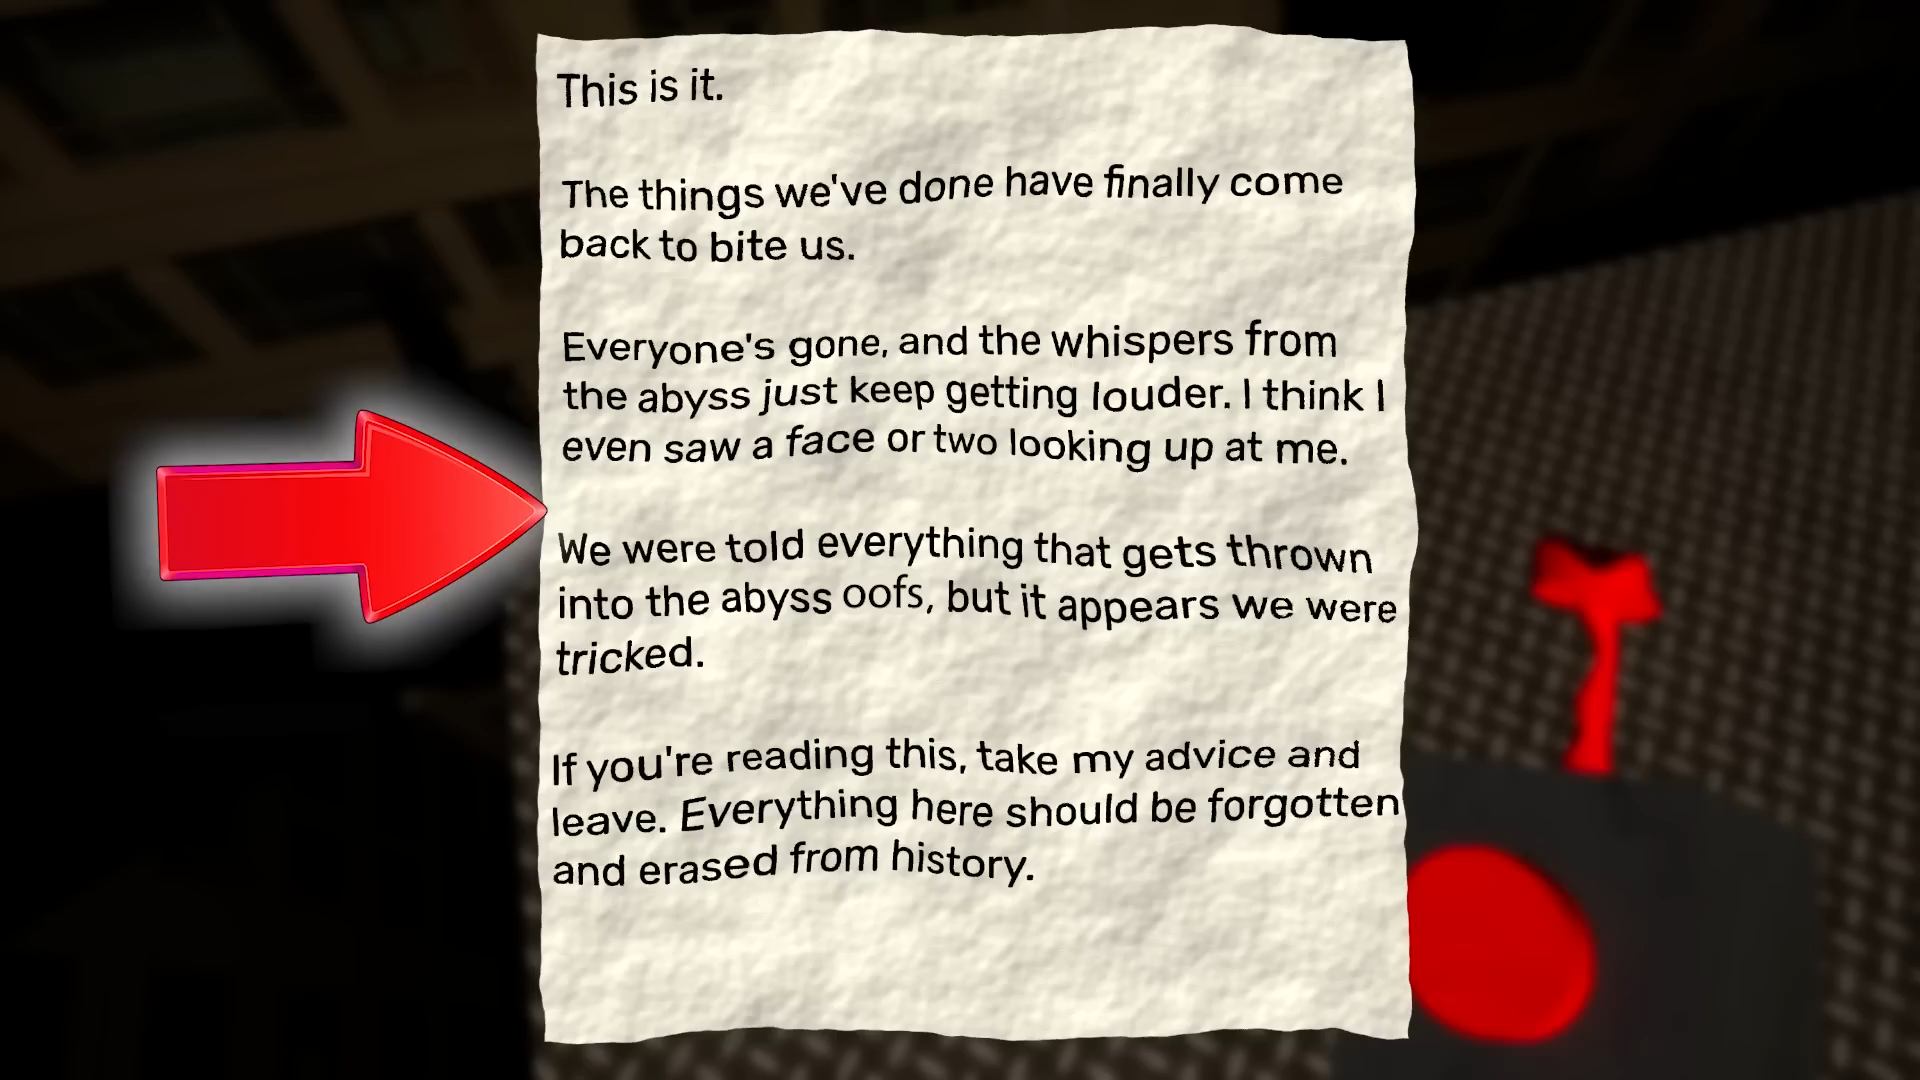 This is it.
The things we've done have finally come
back to bite us.
Everyone's gone, and the whispers from
the abyss just keep getting louder. I think I
even saw a face or two looking up at me.
We were told everything that gets thrown
into the abyss oofs, but it appears we were
tricked.
If you're reading this, take my advice and
leave. Everything here should be forgotten
and erased from history.